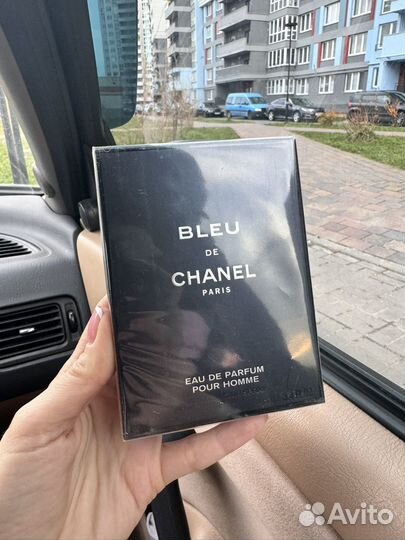 BLEU
DE
CHANEL
PARIS
EAU DE PARFUM
POUR HOMME
Avito